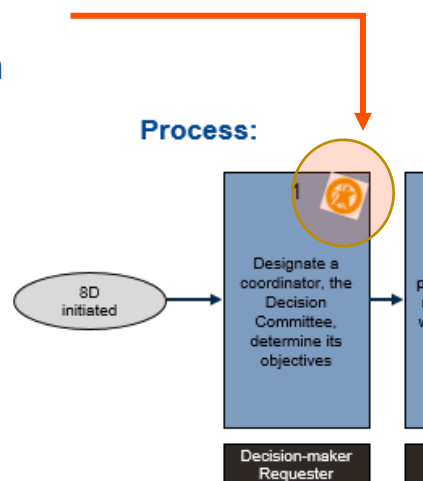 Process:
1
8D
initiated
Designate a
coordinator, the
Decision
Committee,
determine its
objectives
Decision-maker
Requester